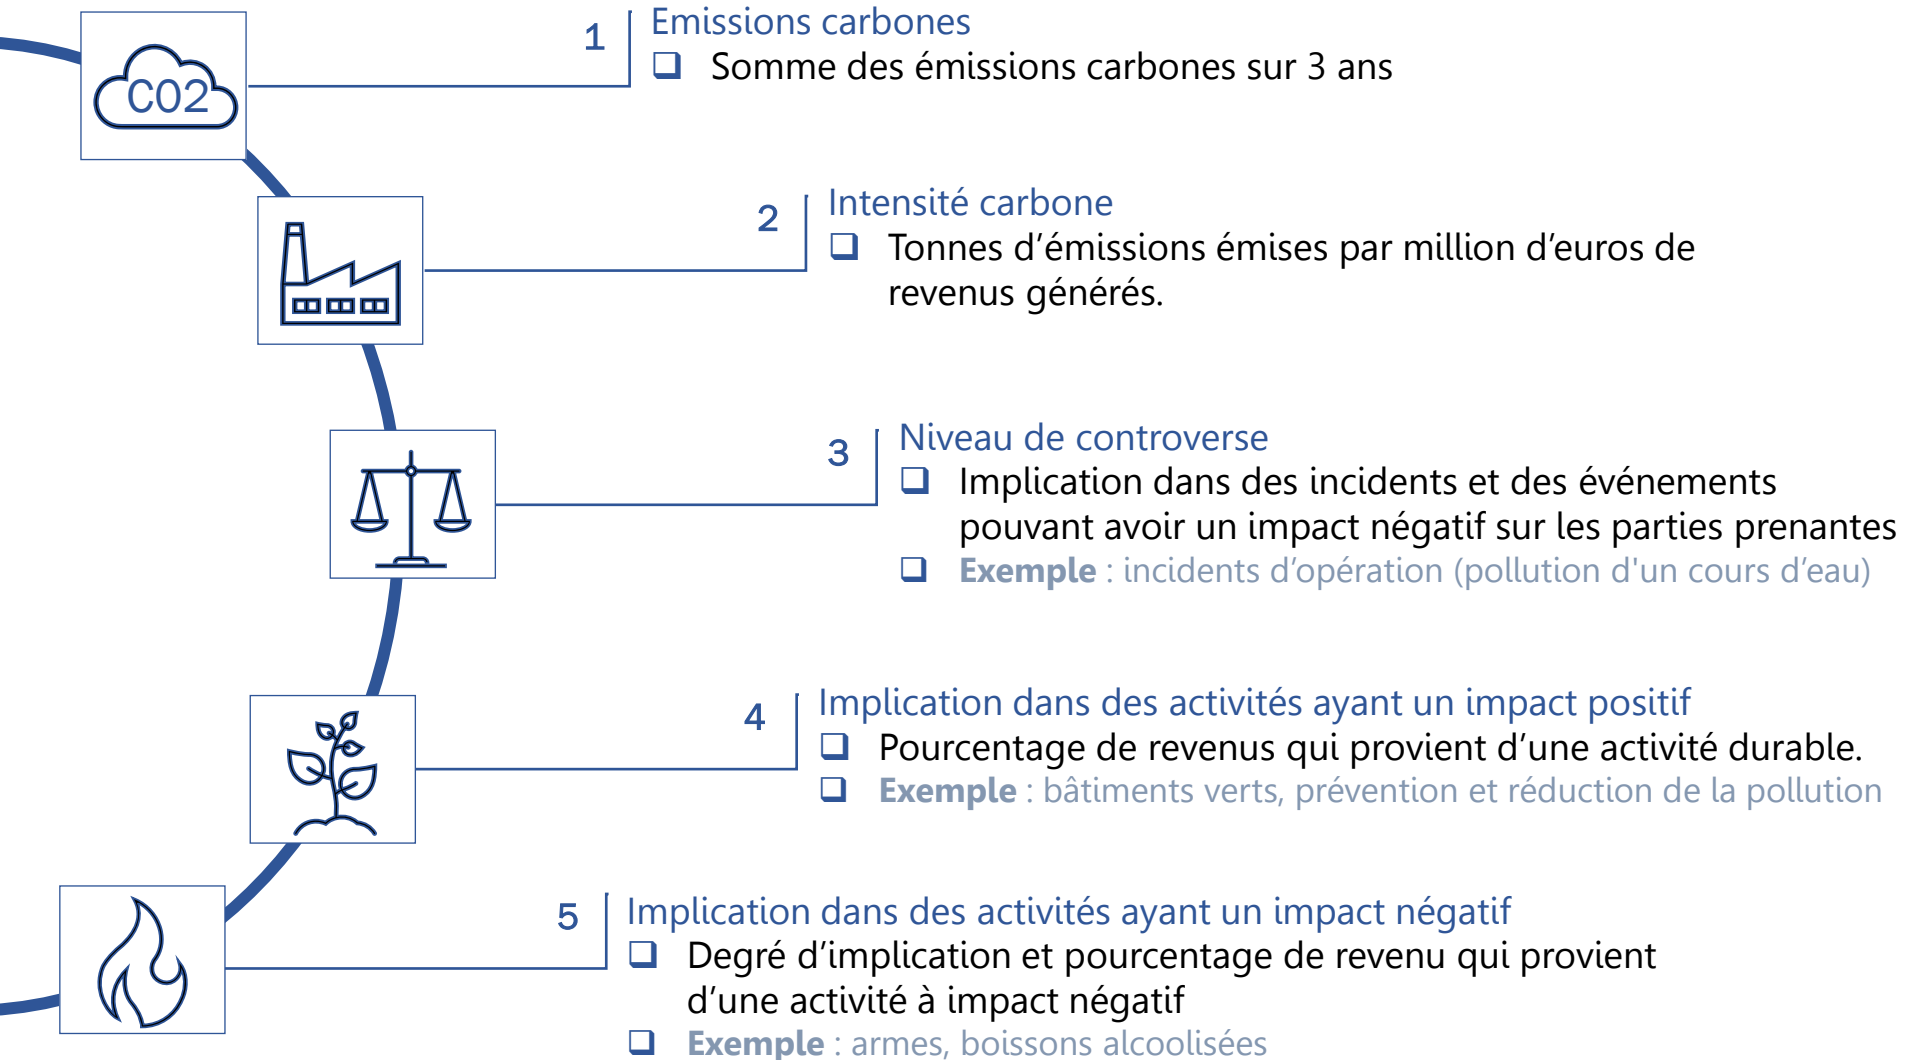 CO2
1
Emissions carbones
❑ Somme des émissions carbones sur 3 ans
2
Intensité carbone
❑ Tonnes d’émissions émises par million d’euros de
revenus générés.
3
Niveau de controverse
❑ Implication dans des incidents et des événements
pouvant avoir un impact négatif sur les parties prenantes
❑ Exemple : incidents d’opération (pollution d'un cours d’eau)
4
Implication dans des activités ayant un impact positif
❑ Pourcentage de revenus qui provient d’une activité durable.
❑ Exemple : bâtiments verts, prévention et réduction de la pollution
5
Implication dans des activités ayant un impact négatif
❑ Degré d’implication et pourcentage de revenu qui provient
d’une activité à impact négatif
❑ Exemple : armes, boissons alcoolisées